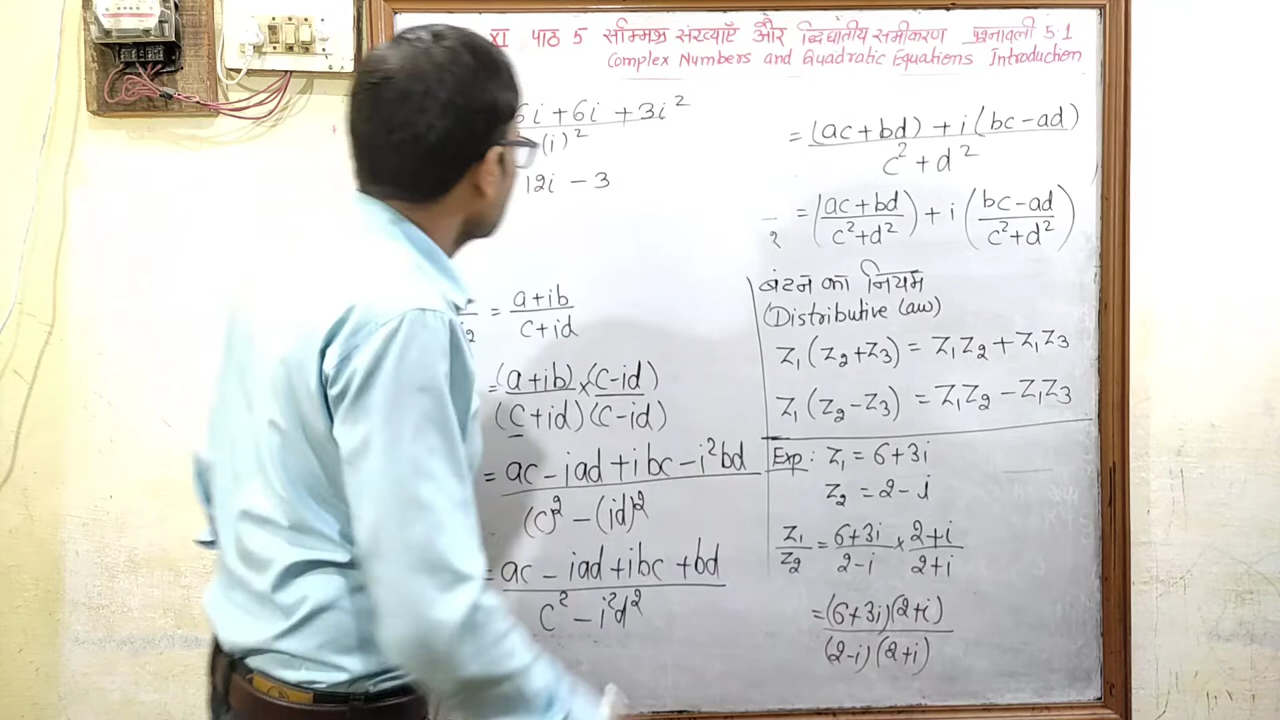 XI पाठ 5 सम्मिश्र संख्याएँ और द्विघातीय समीकरण प्रश्नावली 5.1
Complex Numbers and Quadratic Equations Introduction
6i + 6i + 3i²
(i)²
12i - 3
= a+ib / c+id
= (a+ib) × (c-id) / (c+id) (c-id)
= ac - iad + ibc - i²bd / (c)² - (id)²
= ac - iad + ibc + bd / c² - i²d²
= (ac+bd) + i(bc-ad) / c² + d²
= (ac+bd / c²+d²) + i (bc-ad / c²+d²)
बंटन का नियम
(Distributive law)
Z₁(Z₂+Z₃) = Z₁Z₂ + Z₁Z₃
Z₁(Z₂-Z₃) = Z₁Z₂ - Z₁Z₃
Exp: Z₁ = 6+3i
Z₂ = 2-i
Z₁/Z₂ = 6+3i / 2-i × 2+i / 2+i
= (6+3i)(2+i) / (2-i)(2+i)